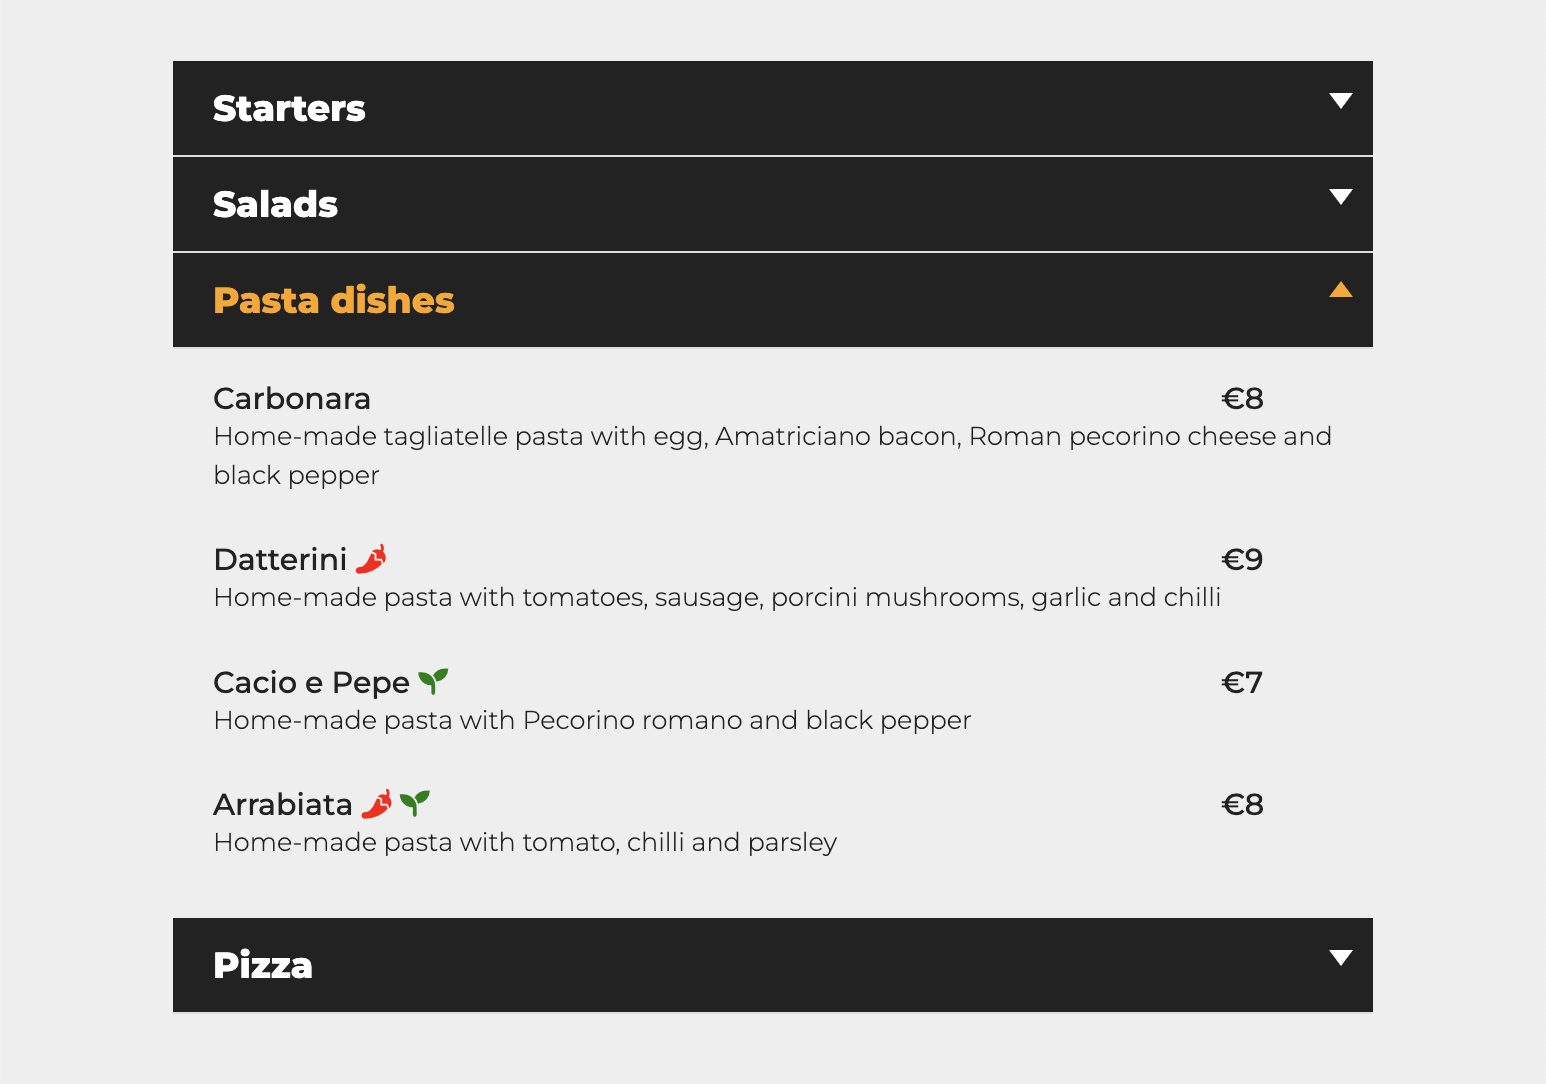 Starters
Salads
Pasta dishes
Carbonara €8
Home-made tagliatelle pasta with egg, Amatriciano bacon, Roman pecorino cheese and
black pepper
Datterini €9
Home-made pasta with tomatoes, sausage, porcini mushrooms, garlic and chilli
Cacio e Pepe €7
Home-made pasta with Pecorino romano and black pepper
Arrabiata €8
Home-made pasta with tomato, chilli and parsley
Pizza